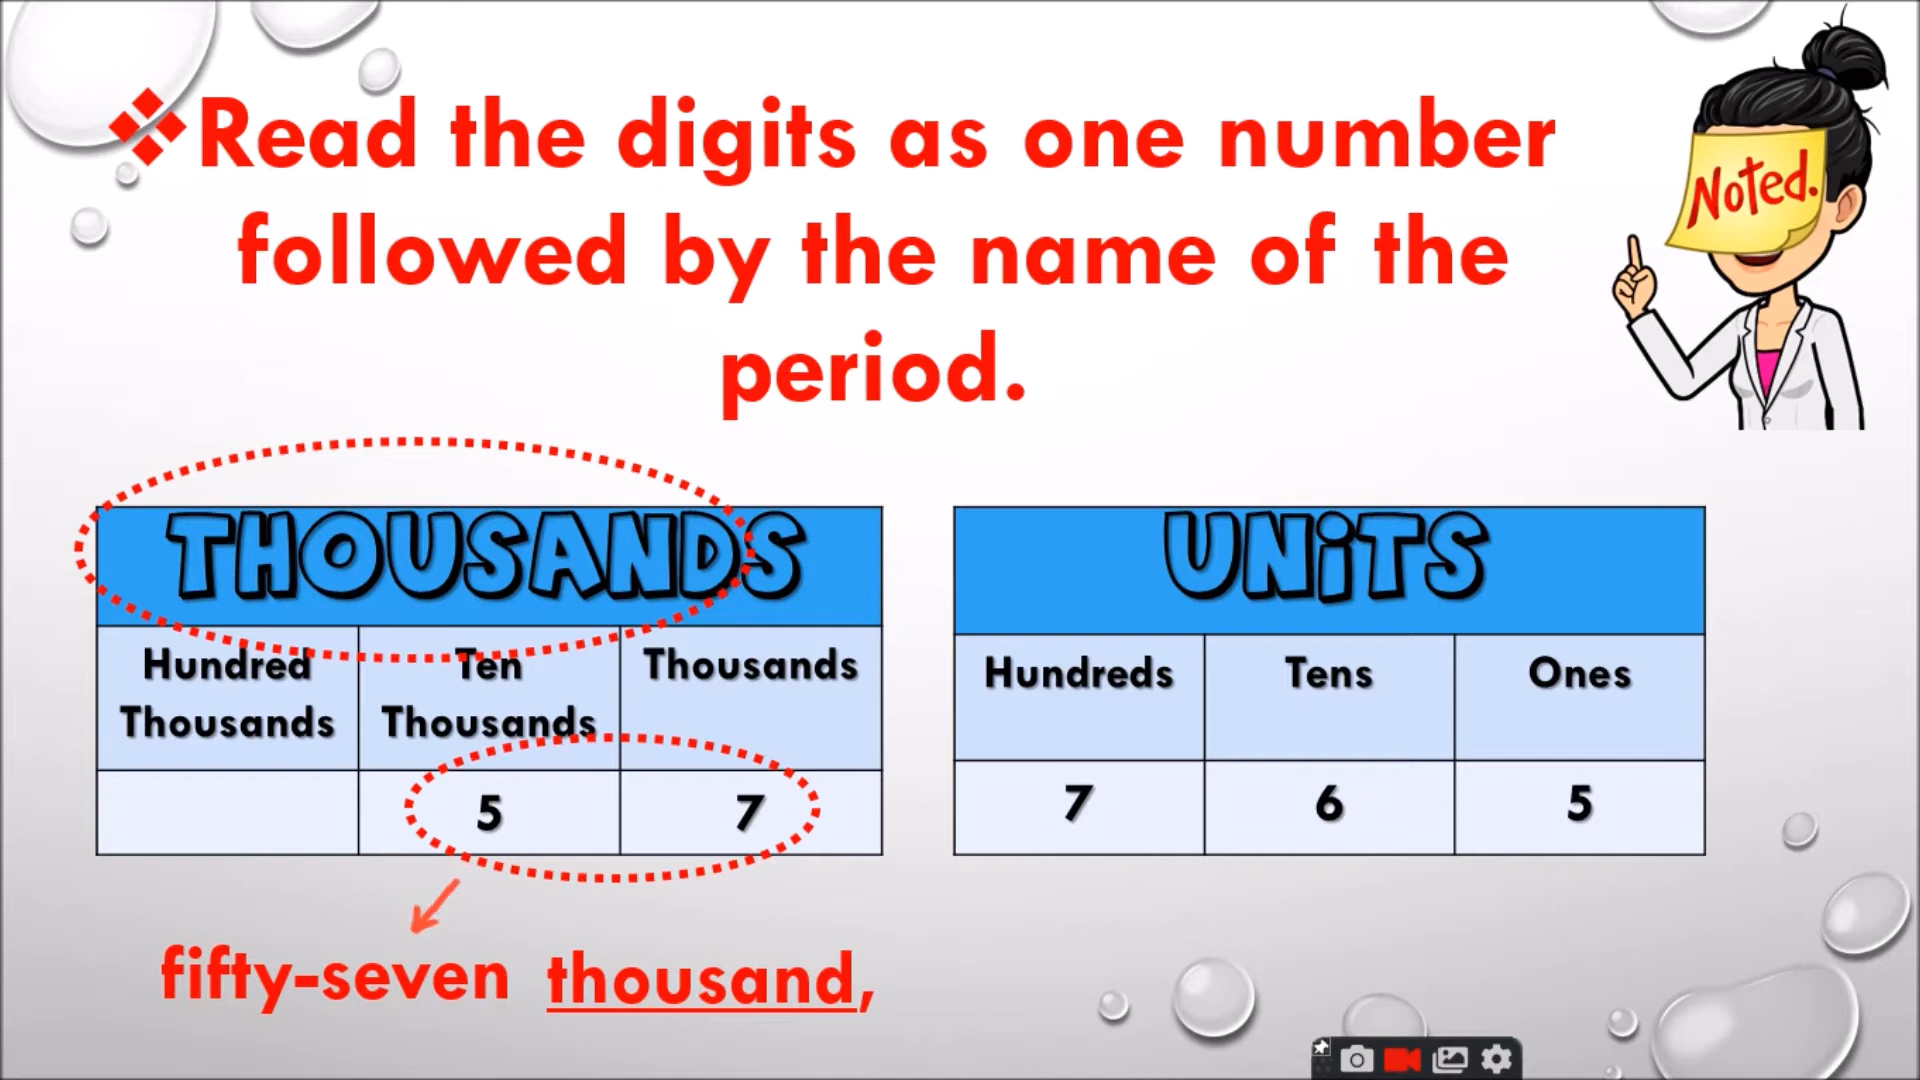 ❖Read the digits as one number
followed by the name of the
period.
Noted.
THOUSANDS
Hundred Thousands
Ten Thousands
Thousands
5
7
UNiTS
Hundreds
Tens
Ones
7
6
5
fifty-seven thousand,